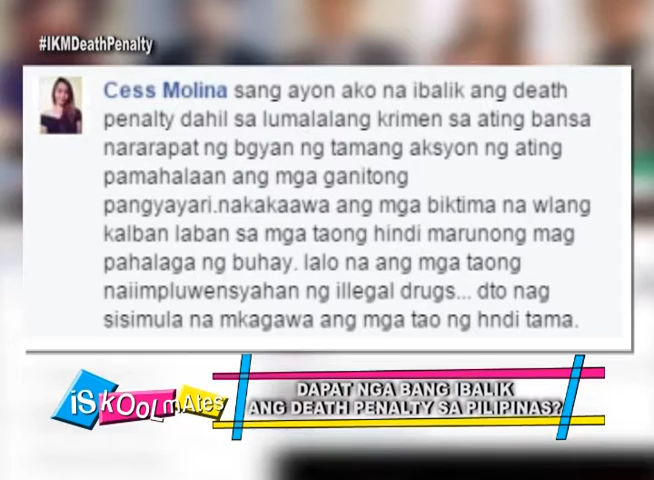 #IKMDeathPenalty
Cess Molina sang ayon ako na ibalik ang death
penalty dahil sa lumalalang krimen sa ating bansa
nararapat ng bgyan ng tamang aksyon ng ating
pamahalaan ang mga ganitong
pangyayari.nakakaawa ang mga biktima na wlang
kalban laban sa mga taong hindi marunong mag
pahalaga ng buhay. lalo na ang mga taong
naiimpluwensyahan ng illegal drugs... dto nag
sisimula na mkagawa ang mga tao ng hndi tama.
iSkOOLmAtes
DAPAT NGA BANG IBALIK
ANG DEATH PENALTY SA PILIPINAS?